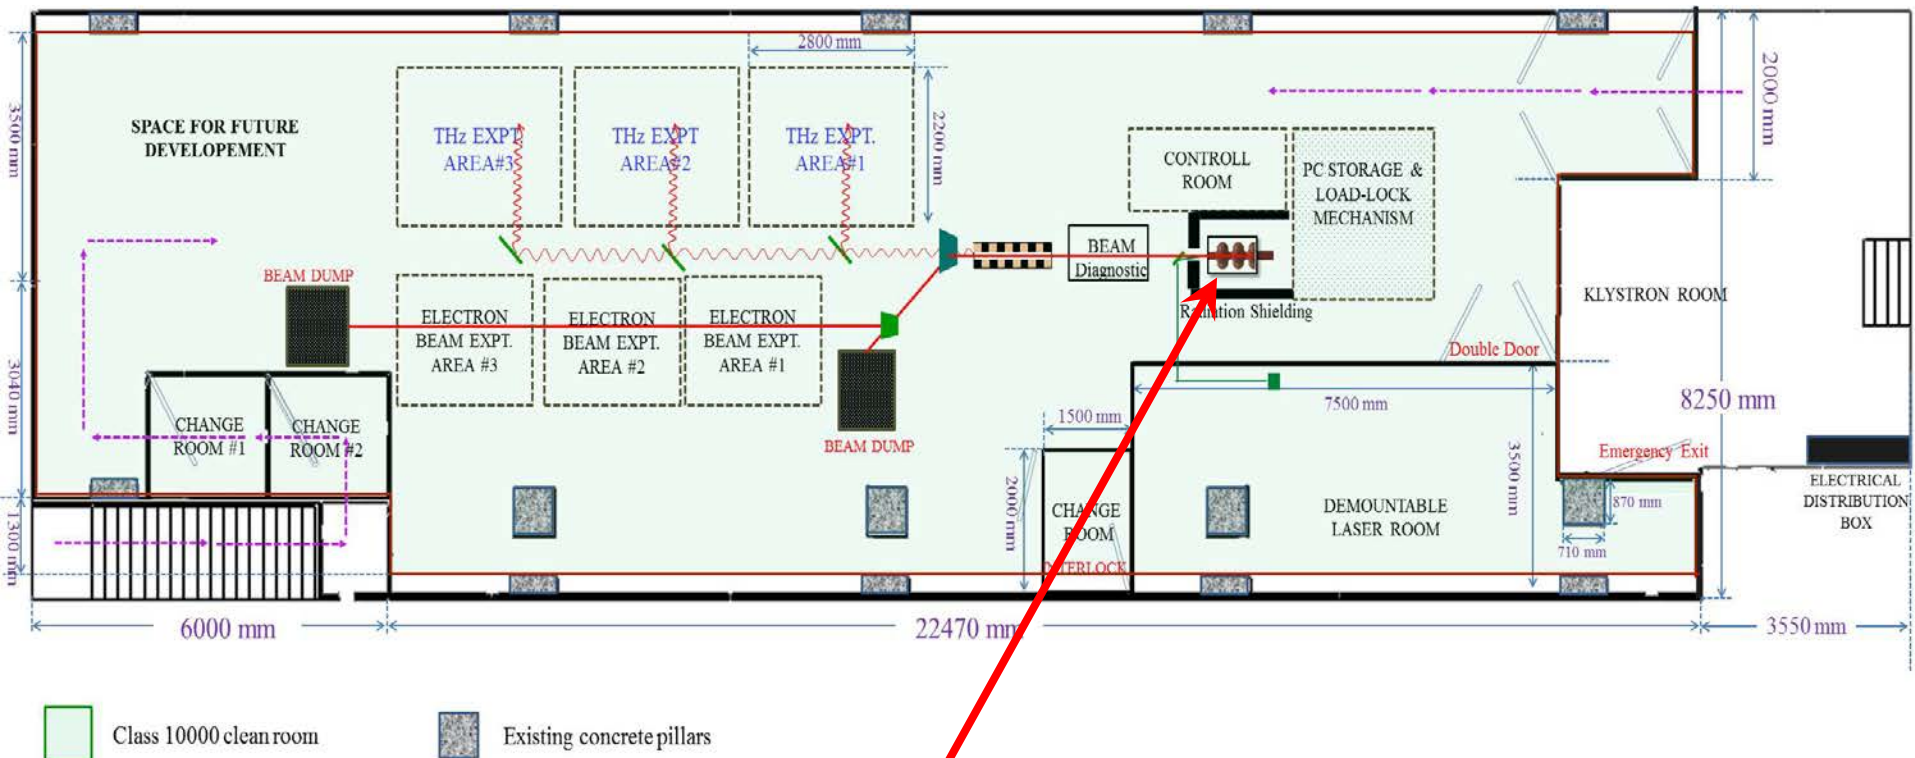 2800 mm
3500 mm
SPACE FOR FUTURE
DEVELOPEMENT
THz EXPT
AREA#3
THz EXPT
AREA#2
THz EXPT.
AREA#1
2200 mm
CONTROLL
ROOM
PC STORAGE &
LOAD-LOCK
MECHANISM
2000 mm
BEAM
Diagnostic
BEAM DUMP
Radiation Shielding
KLYSTRON ROOM
ELECTRON
BEAM EXPT.
AREA #3
ELECTRON
BEAM EXPT.
AREA #2
ELECTRON
BEAM EXPT.
AREA #1
Double Door
3040 mm
7500 mm
8250 mm
CHANGE
ROOM #1
CHANGE
ROOM #2
1500 mm
BEAM DUMP
3500 mm
Emergency Exit
ELECTRICAL
DISTRIBUTION
BOX
2000 mm
CHANGE
ROOM
INTERLOCK
DEMOUNTABLE
LASER ROOM
870 mm
710 mm
1300 mm
6000 mm
22470 mm
3550 mm
Class 10000 clean room
Existing concrete pillars